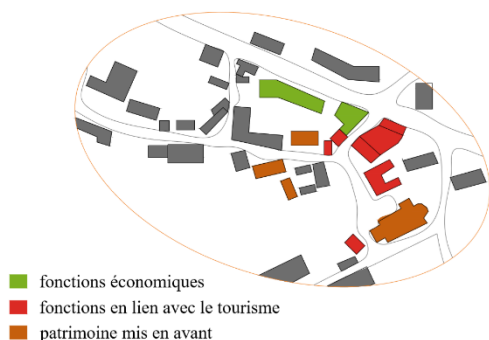 fonctions économiques
fonctions en lien avec le tourisme
patrimoine mis en avant